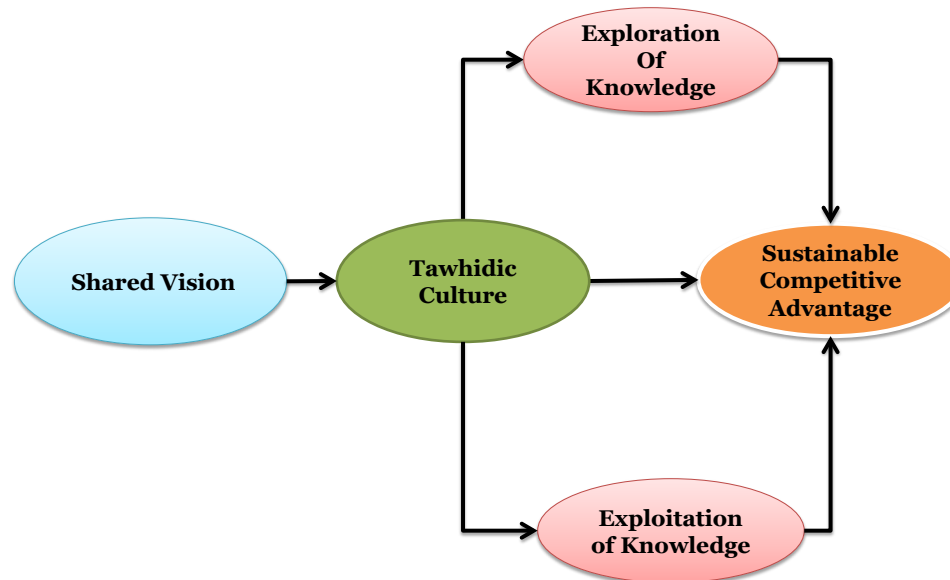 Exploration
Of
Knowledge
Shared Vision
Tawhidic
Culture
Sustainable
Competitive
Advantage
Exploitation
of Knowledge